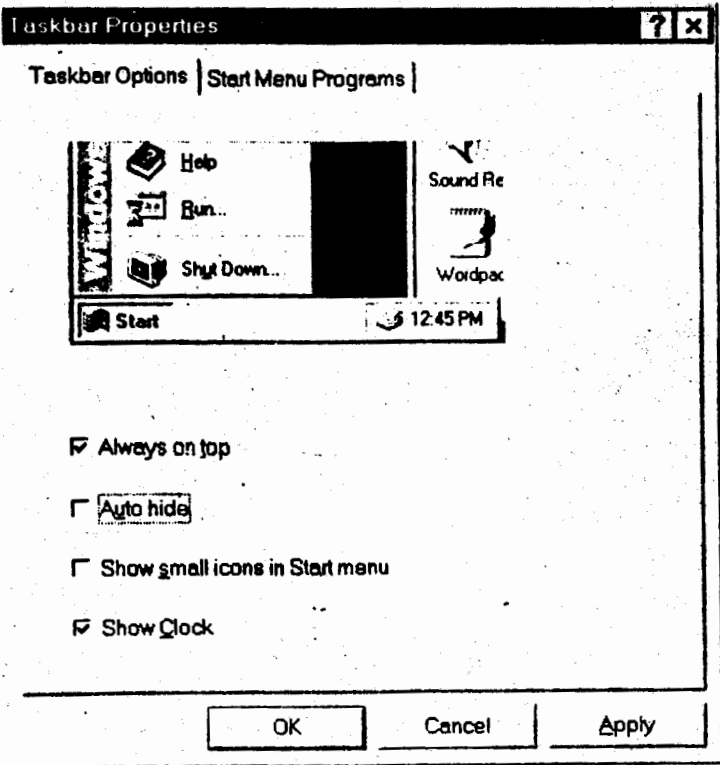 Taskbar Properties
Taskbar Options Start Menu Programs
Help
Run...
Shut Down...
Sound Re
Wordpad
Start 12:45 PM
Always on top
Auto hide
Show small icons in Start menu
Show Clock
OK Cancel Apply